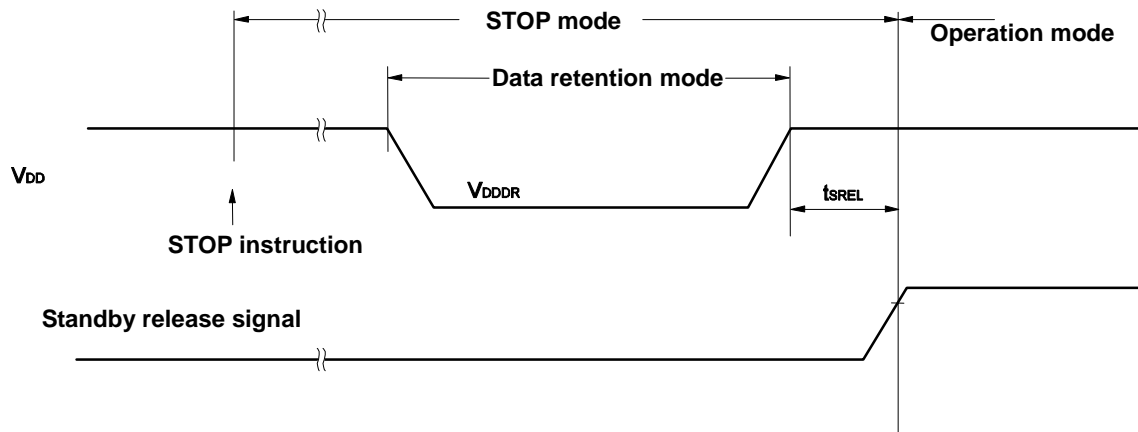 STOP mode
Operation mode
Data retention mode
VDD
VDDDR
tSREL
STOP instruction
Standby release signal